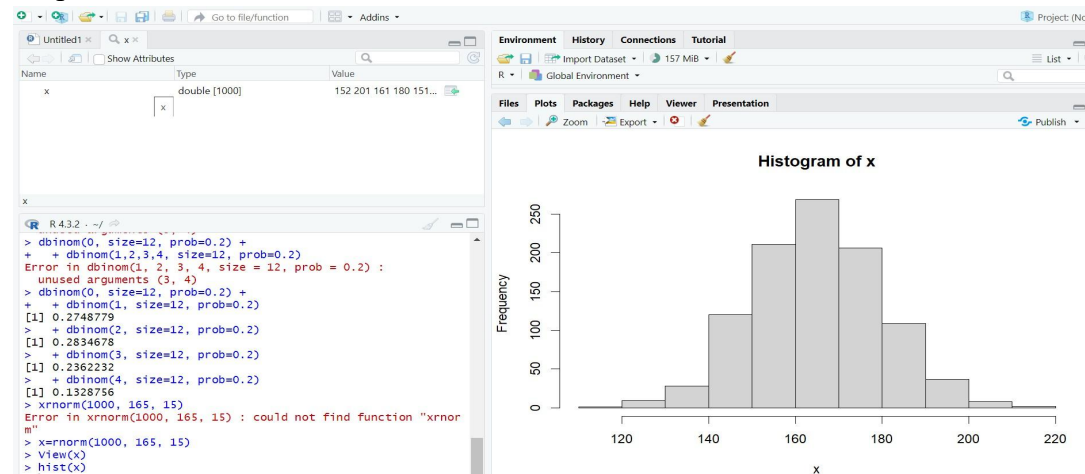 Go to file/function
Addins
Project: (No
Untitled1
x
Show Attributes
Name Type Value
x double [1000] 152 201 161 180 151...
x
x
R 4.3.2 · ~/
> dbinom(0, size=12, prob=0.2) +
+   + dbinom(1,2,3,4, size=12, prob=0.2)
Error in dbinom(1, 2, 3, 4, size = 12, prob = 0.2) :
  unused arguments (3, 4)
> dbinom(0, size=12, prob=0.2) +
+   + dbinom(1, size=12, prob=0.2)
[1] 0.2748779
>   + dbinom(2, size=12, prob=0.2)
[1] 0.2834678
>   + dbinom(3, size=12, prob=0.2)
[1] 0.2362232
>   + dbinom(4, size=12, prob=0.2)
[1] 0.1328756
> xrnorm(1000, 165, 15)
Error in xrnorm(1000, 165, 15) : could not find function "xrnor
m"
> x=rnorm(1000, 165, 15)
> View(x)
> hist(x)
Environment History Connections Tutorial
Import Dataset 157 MiB List
R Global Environment
Files Plots Packages Help Viewer Presentation
Zoom Export Publish
Histogram of x
Frequency
250
200
150
100
50
0
120 140 160 180 200 220
x